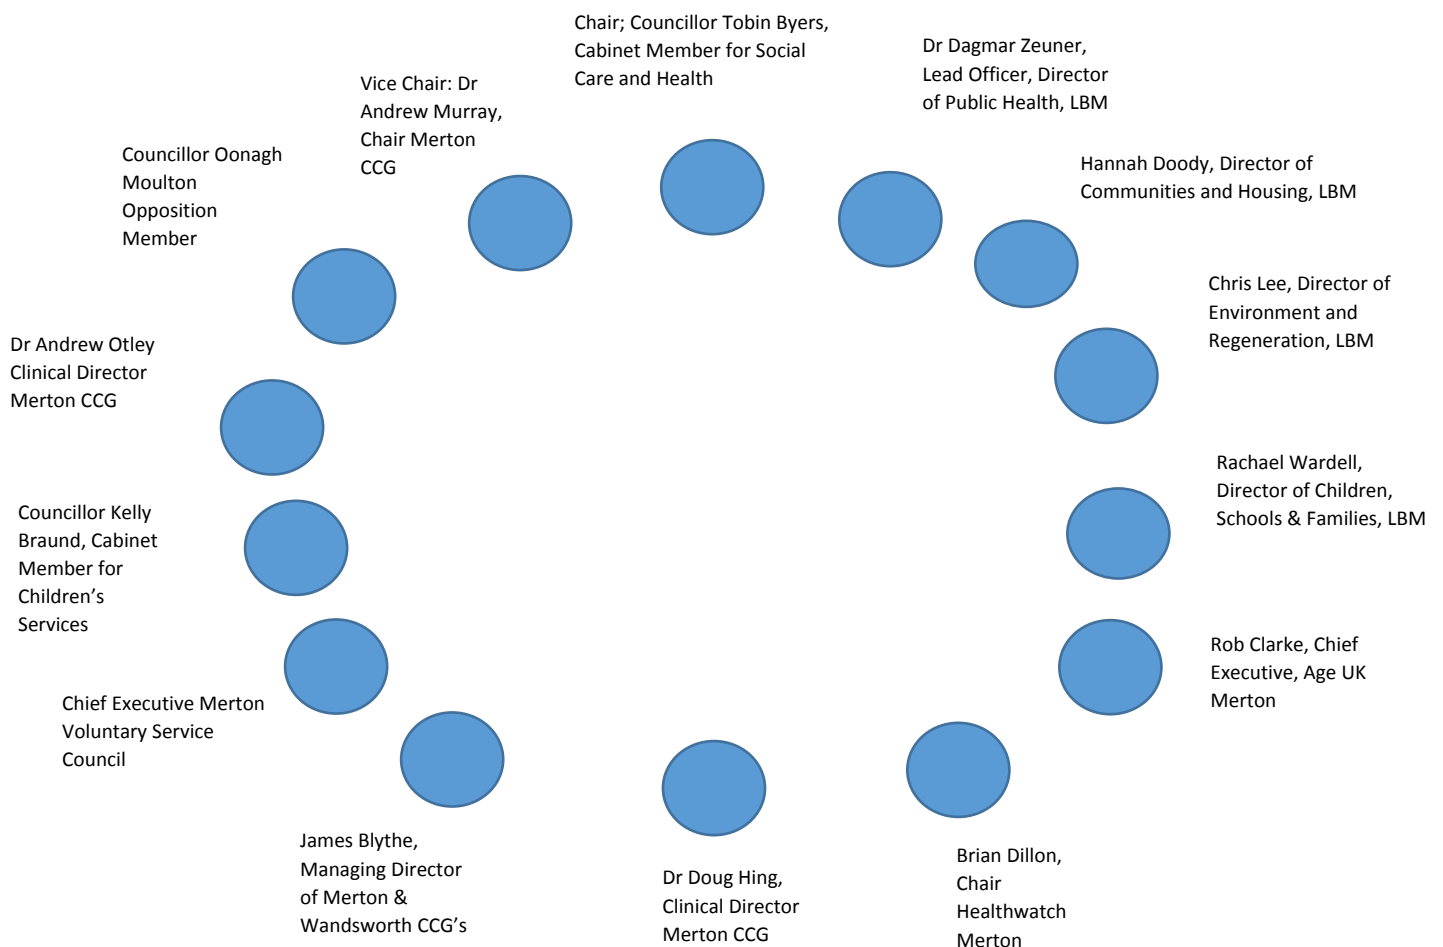 Chair; Councillor Tobin Byers,
Cabinet Member for Social
Care and Health
Dr Dagmar Zeuner,
Lead Officer, Director
of Public Health, LBM
Vice Chair: Dr
Andrew Murray,
Chair Merton
CCG
Councillor Oonagh
Moulton
Opposition
Member
Hannah Doody, Director of
Communities and Housing, LBM
Chris Lee, Director of
Environment and
Regeneration, LBM
Dr Andrew Otley
Clinical Director
Merton CCG
Rachael Wardell,
Director of Children,
Schools & Families, LBM
Councillor Kelly
Braund, Cabinet
Member for
Children’s
Services
Rob Clarke, Chief
Executive, Age UK
Merton
Chief Executive Merton
Voluntary Service
Council
James Blythe,
Managing Director
of Merton &
Wandsworth CCG’s
Dr Doug Hing,
Clinical Director
Merton CCG
Brian Dillon,
Chair
Healthwatch
Merton